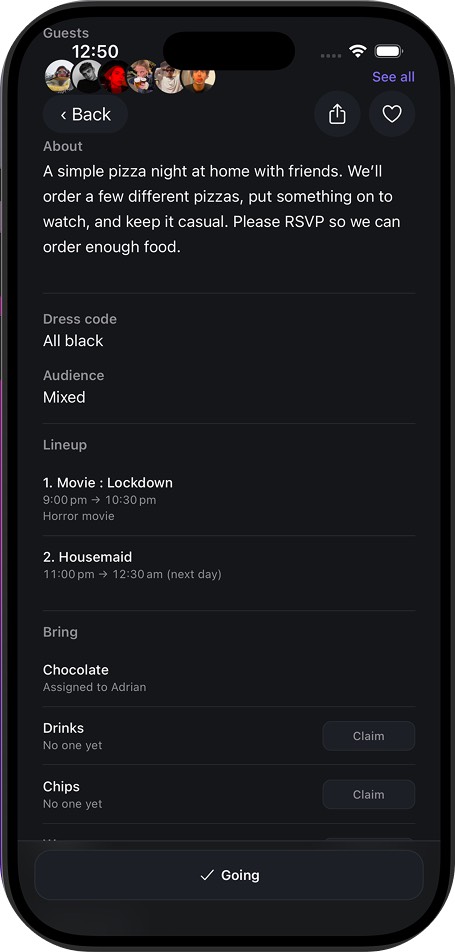 Guests
12:50
See all
‹ Back
About
A simple pizza night at home with friends. We’ll
order a few different pizzas, put something on to
watch, and keep it casual. Please RSVP so we can
order enough food.
Dress code
All black
Audience
Mixed
Lineup
1. Movie : Lockdown
9:00 pm → 10:30 pm
Horror movie
2. Housemaid
11:00 pm → 12:30 am (next day)
Bring
Chocolate
Assigned to Adrian
Drinks
No one yet
Claim
Chips
No one yet
Claim
Going